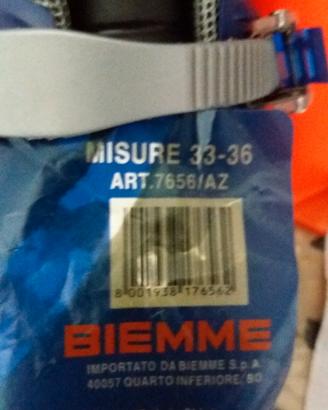 MISURE 33-36
ART.7656/AZ
8 001938 176562
BIEMME
IMPORTATO DA BIEMME S.p.A.
40057 QUARTO INFERIORE/BO